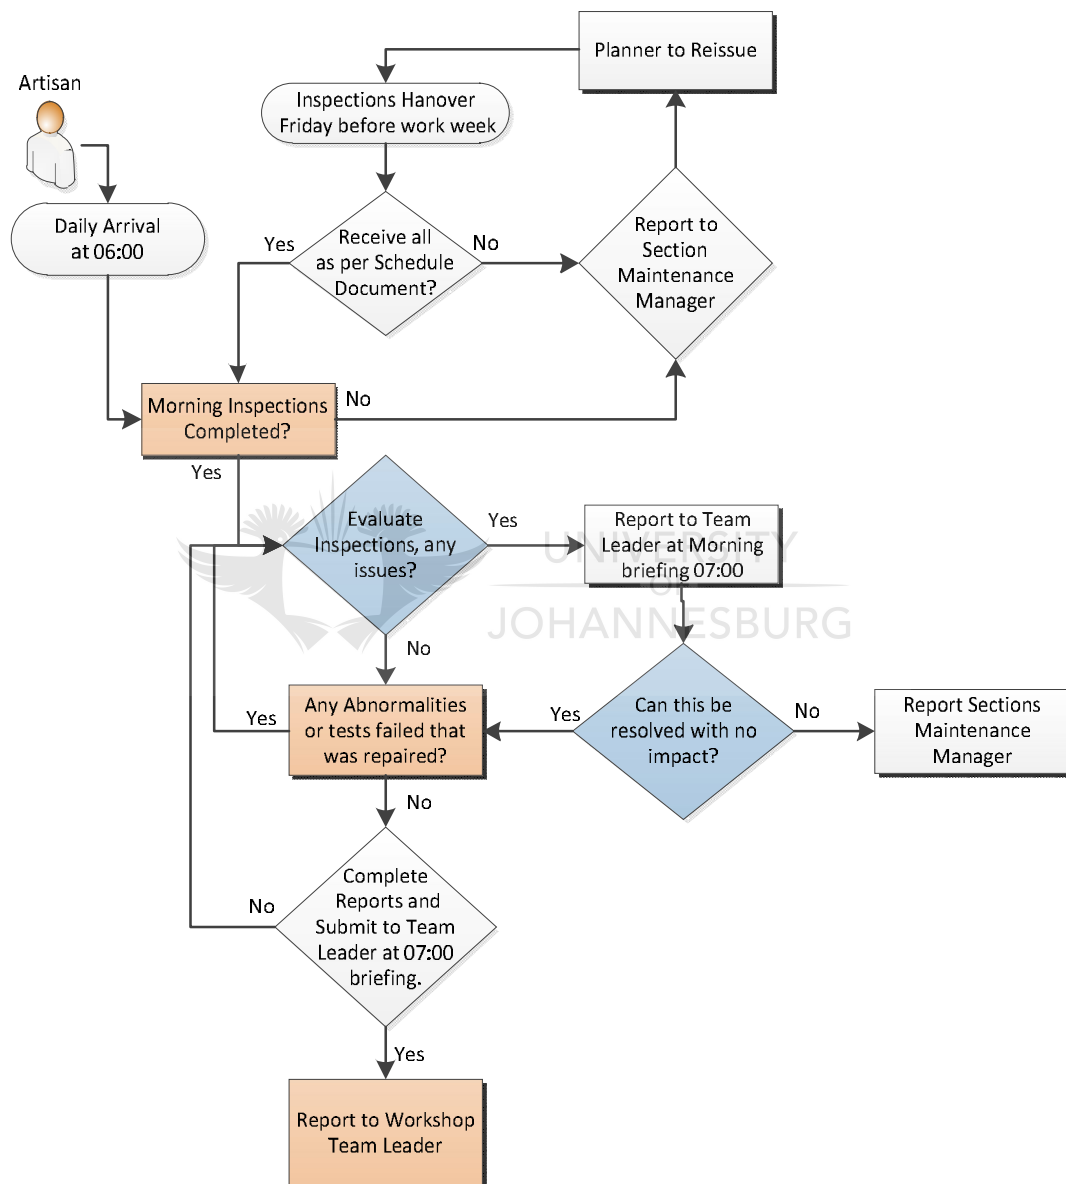 Planner to Reissue
Artisan
Inspections Hanover
Friday before work week
Daily Arrival
at 06:00
Yes
Receive all
as per Schedule
Document?
No
Report to
Section
Maintenance
Manager
Morning Inspections
Completed?
No
Yes
Evaluate
Inspections, any
issues?
Yes
Report to Team
Leader at Morning
briefing 07:00
UNIVERSITY
OF
JOHANNESBURG
No
Any Abnormalities
or tests failed that
was repaired?
Yes
Yes
Can this be
resolved with no
impact?
No
Report Sections
Maintenance
Manager
No
Complete
Reports and
Submit to Team
Leader at 07:00
briefing.
No
Yes
Report to Workshop
Team Leader